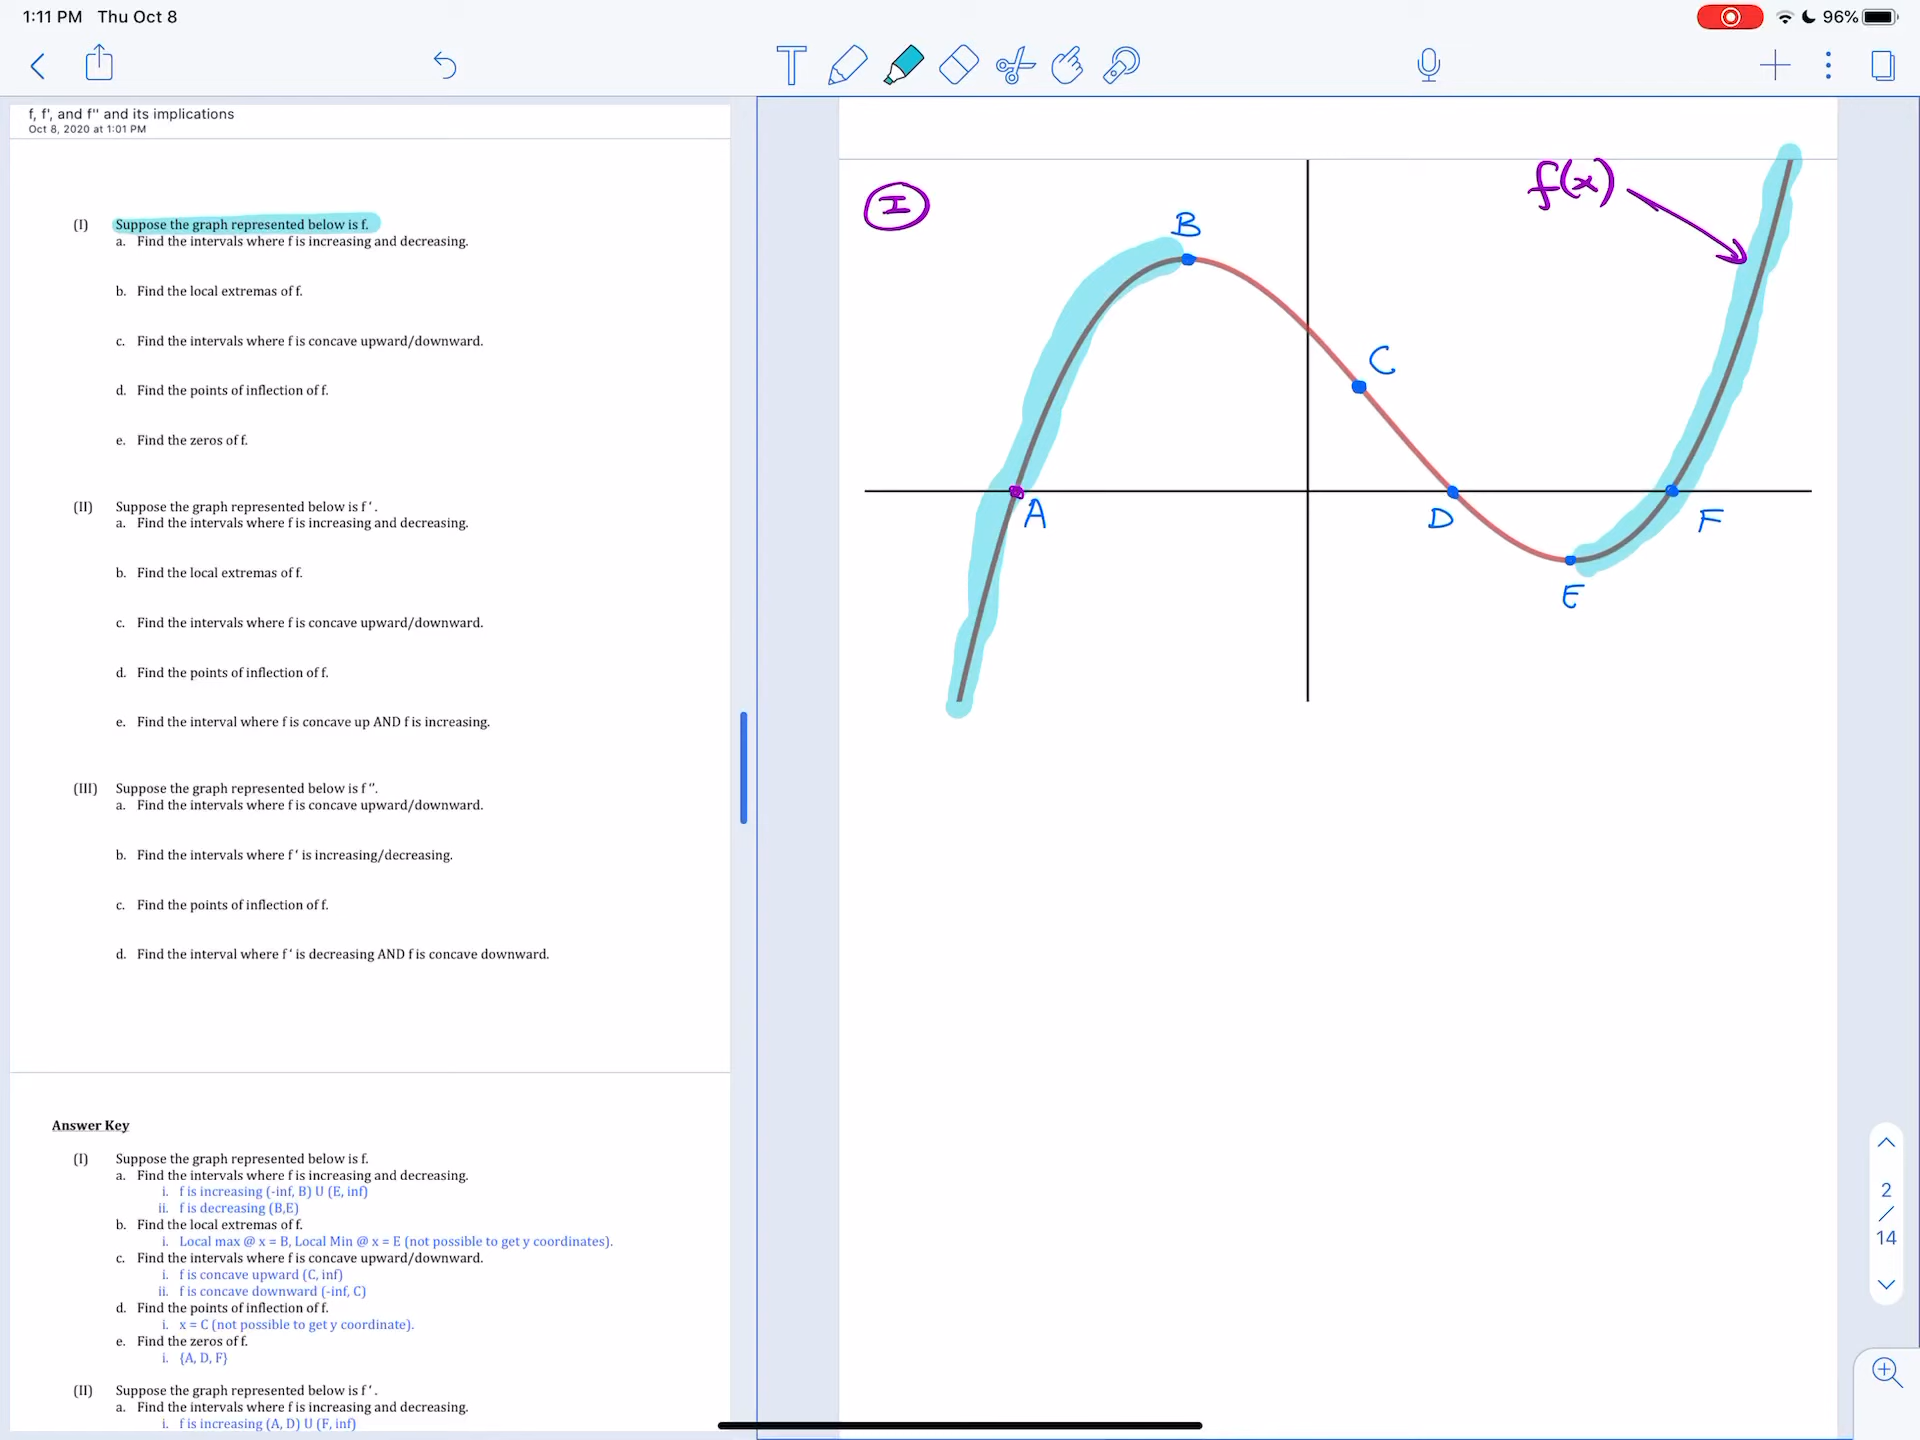 1:11 PM Thu Oct 8
96%
T
f, f', and f'' and its implications
Oct 8, 2020 at 1:01 PM
(I) Suppose the graph represented below is f.
a. Find the intervals where f is increasing and decreasing.
b. Find the local extremas of f.
c. Find the intervals where f is concave upward/downward.
d. Find the points of inflection of f.
e. Find the zeros of f.
(II) Suppose the graph represented below is f ‘.
a. Find the intervals where f is increasing and decreasing.
b. Find the local extremas of f.
c. Find the intervals where f is concave upward/downward.
d. Find the points of inflection of f.
e. Find the interval where f is concave up AND f is increasing.
(III) Suppose the graph represented below is f ‘’.
a. Find the intervals where f is concave upward/downward.
b. Find the intervals where f ‘ is increasing/decreasing.
c. Find the points of inflection of f.
d. Find the interval where f ‘ is decreasing AND f is concave downward.
Answer Key
(I) Suppose the graph represented below is f.
a. Find the intervals where f is increasing and decreasing.
i. f is increasing (-inf, B) U (E, inf)
ii. f is decreasing (B,E)
b. Find the local extremas of f.
i. Local max @ x = B, Local Min @ x = E (not possible to get y coordinates).
c. Find the intervals where f is concave upward/downward.
i. f is concave upward (C, inf)
ii. f is concave downward (-inf, C)
d. Find the points of inflection of f.
i. x = C (not possible to get y coordinate).
e. Find the zeros of f.
i. {A, D, F}
(II) Suppose the graph represented below is f ‘.
a. Find the intervals where f is increasing and decreasing.
i. f is increasing (A, D) U (F, inf)
I
f(x)
B
C
A
D
F
E
2
/
14